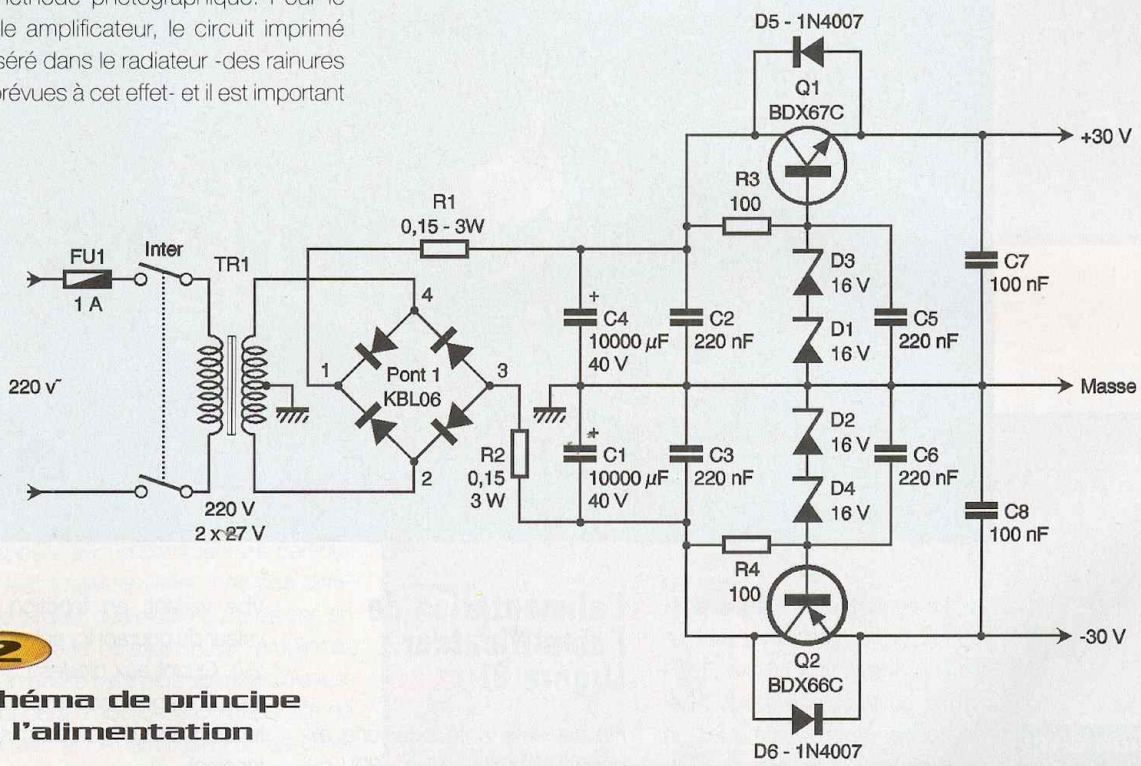 éthode photographique. Pour le
le amplificateur, le circuit imprimé
séré dans le radiateur -des rainures
prévues à cet effet- et il est important
D5 - 1N4007
Q1
BDX67C
+30 V
R1
0,15 - 3W
R3
100
FU1
1 A
Inter
TR1
4
1
3
2
Pont 1
KBL06
+
C4
10000 µF
40 V
C2
220 nF
D3
16 V
D1
16 V
C5
220 nF
C7
100 nF
220 v~
Masse
R2
0,15
3 W
+
C1
10000 µF
40 V
C3
220 nF
D2
16 V
D4
16 V
C6
220 nF
C8
100 nF
220 V
2 x 27 V
R4
100
-30 V
Q2
BDX66C
D6 - 1N4007
2
héma de principe
l'alimentation